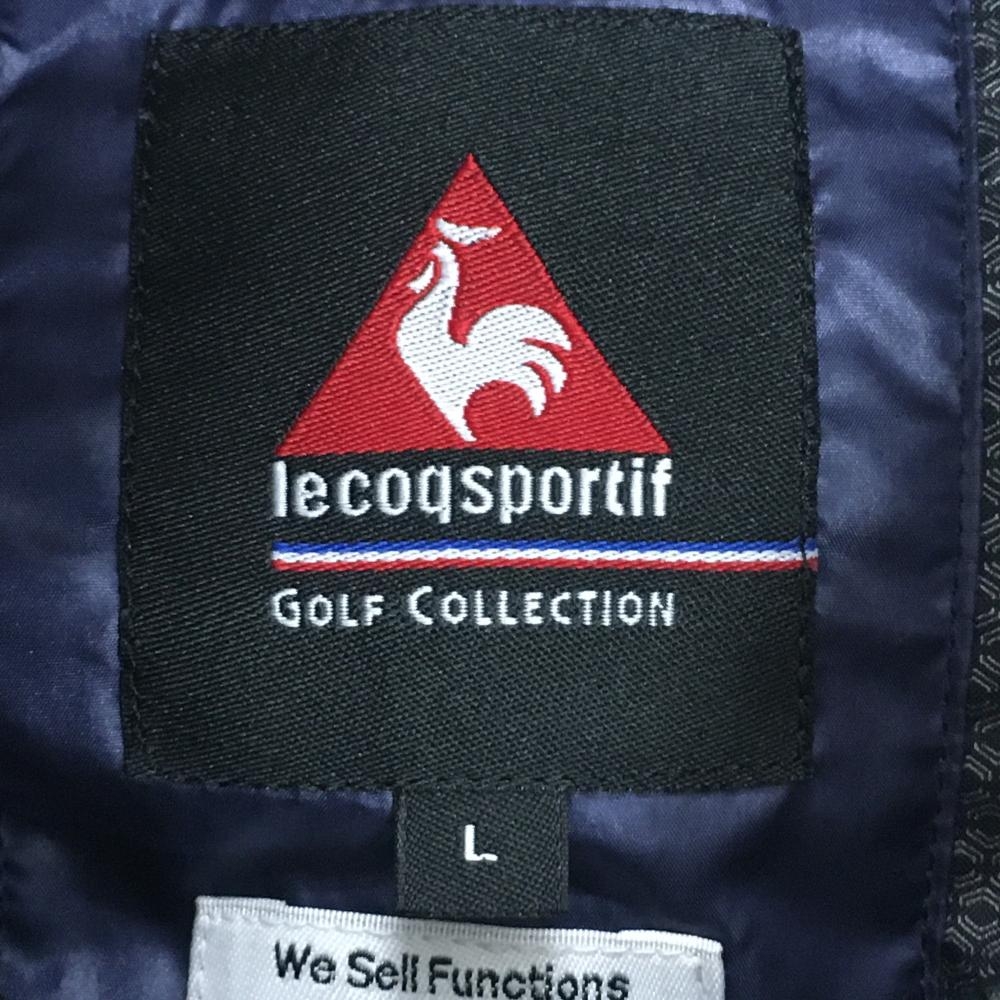 lecoqsportif
GOLF COLLECTION
L
We Sell Functions